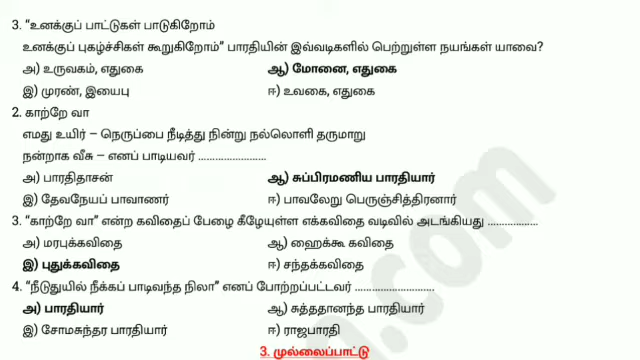 3. “உனக்குப் பாட்டுகள் பாடுகிறோம்
உனக்குப் புகழ்ச்சிகள் கூறுகிறோம்” பாரதியின் இவ்வடிகளில் பெற்றுள்ள நயங்கள் யாவை?
அ) உருவகம், எதுகை ஆ) மோனை, எதுகை
இ) முரண், இயைபு ஈ) உவகை, எதுகை
2. காற்றே வா
எமது உயிர் – நெருப்பை நீடித்து நின்று நல்லொளி தருமாறு
நன்றாக வீசு – எனப் பாடியவர் …………………….
அ) பாரதிதாசன் ஆ) சுப்பிரமணிய பாரதியார்
இ) தேவநேயப் பாவாணர் ஈ) பாவலேறு பெருஞ்சித்திரனார்
3. “காற்றே வா” என்ற கவிதைப் பேழை கீழேயுள்ள எக்கவிதை வடிவில் அடங்கியது ………………
அ) மரபுக்கவிதை ஆ) ஹைக்கூ கவிதை
இ) புதுக்கவிதை ஈ) சந்தக்கவிதை
4. “நீடுதுயில் நீக்கப் பாடிவந்த நிலா” எனப் போற்றப்பட்டவர் ……………………….
அ) பாரதியார் ஆ) சுத்ததானந்த பாரதியார்
இ) சோமசுந்தர பாரதியார் ஈ) ராஜபாரதி
3. முல்லைப்பாட்டு